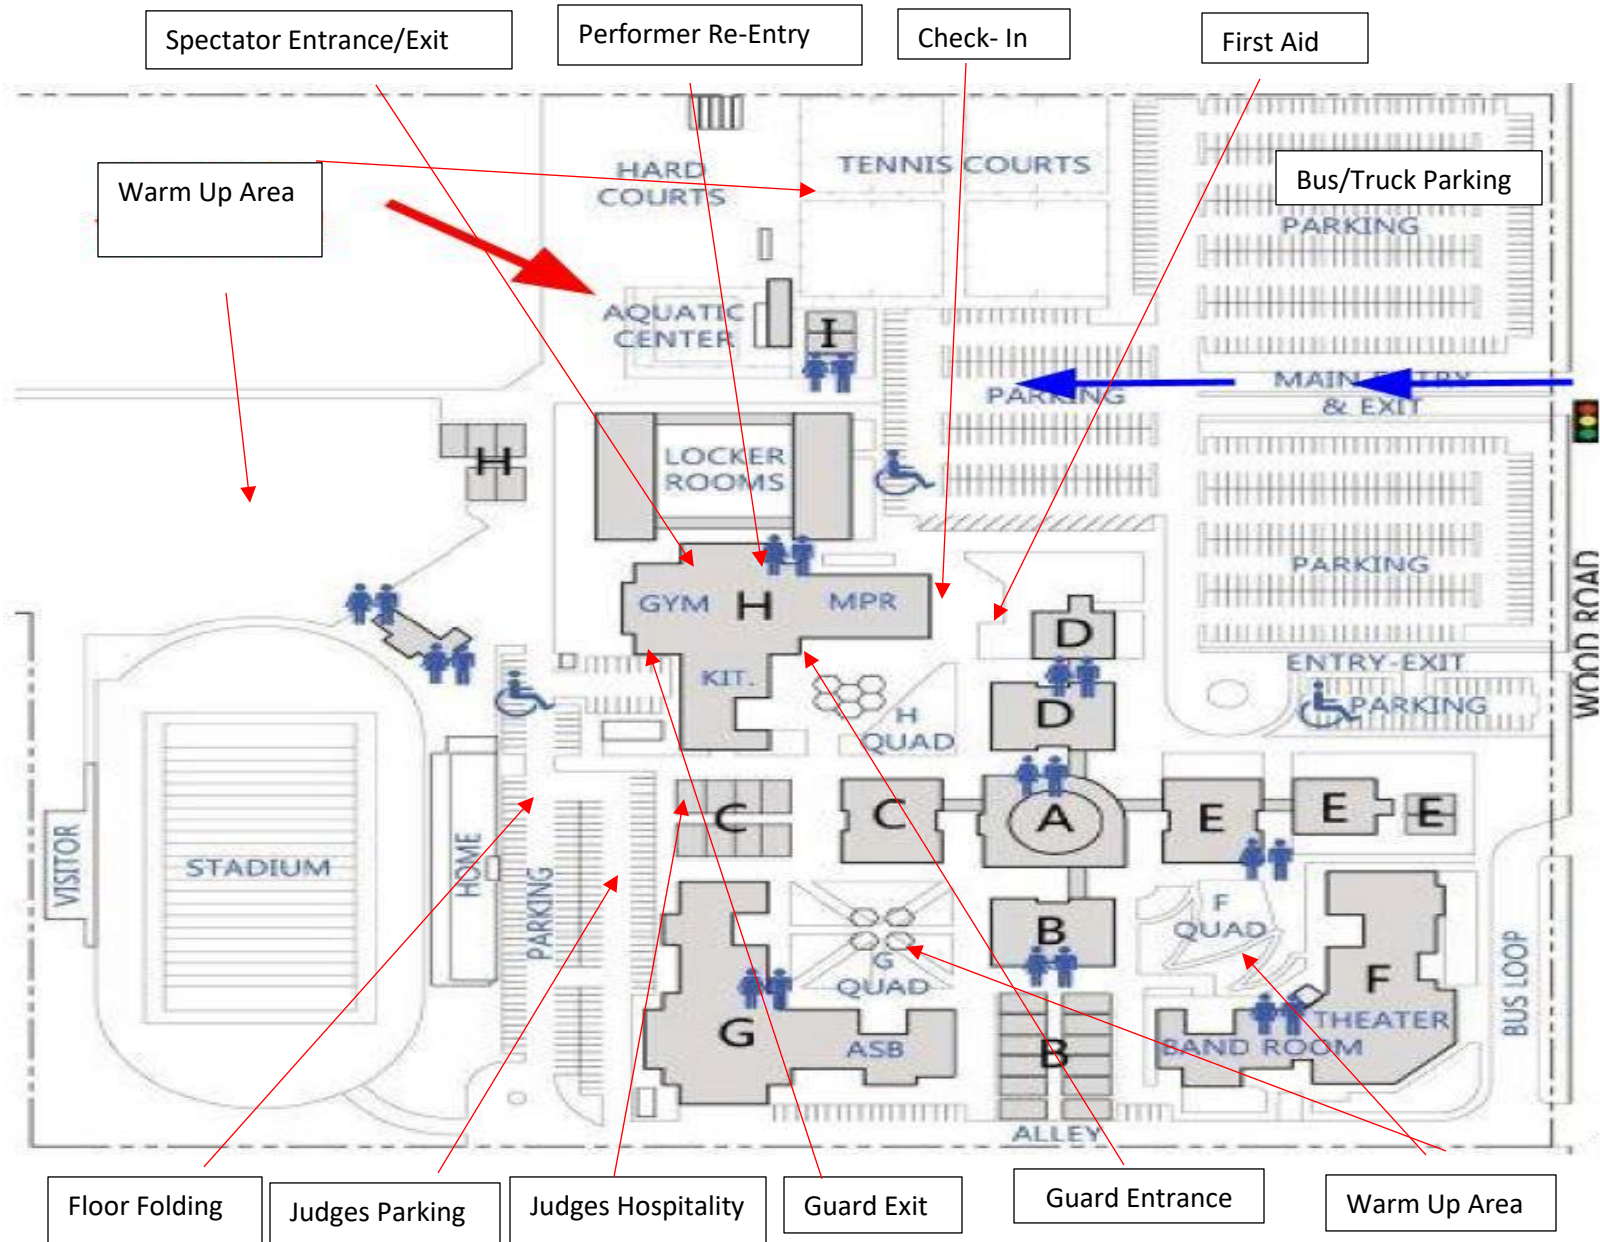 Spectator Entrance/Exit
Performer Re-Entry
Check- In
First Aid
Warm Up Area
HARD
COURTS
TENNIS COURTS
Bus/Truck Parking
PARKING
AQUATIC
CENTER
I
PARKING
MAIN ENTRY
& EXIT
H
LOCKER
ROOMS
PARKING
WOOD ROAD
GYM
H
MPR
D
KIT.
ENTRY-EXIT
PARKING
H
QUAD
D
VISITOR
STADIUM
HOME
PARKING
C
C
A
E
E
E
G
QUAD
B
F
QUAD
F
BUS LOOP
G
ASB
B
BAND ROOM
THEATER
ALLEY
Floor Folding
Judges Parking
Judges Hospitality
Guard Exit
Guard Entrance
Warm Up Area